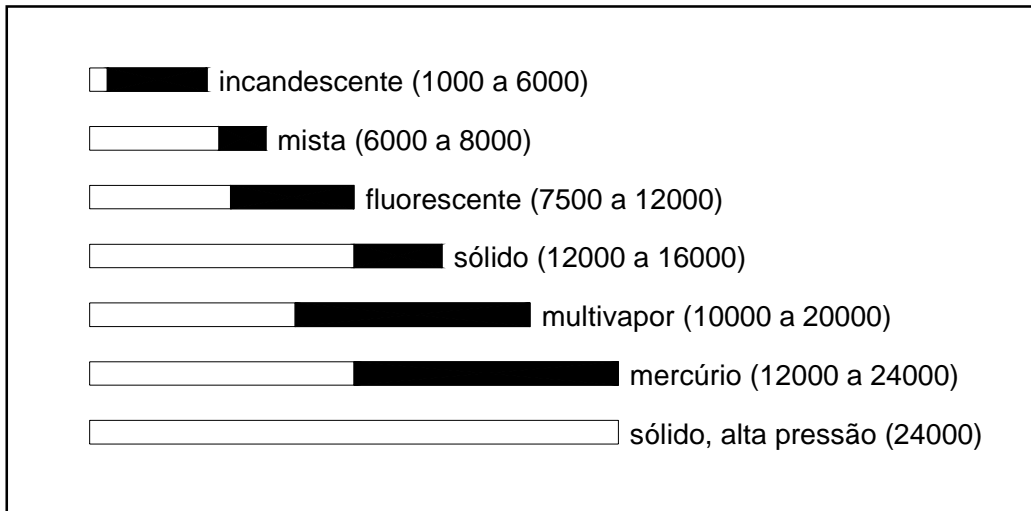 incandescente (1000 a 6000)
mista (6000 a 8000)
fluorescente (7500 a 12000)
sólido (12000 a 16000)
multivapor (10000 a 20000)
mercúrio (12000 a 24000)
sólido, alta pressão (24000)